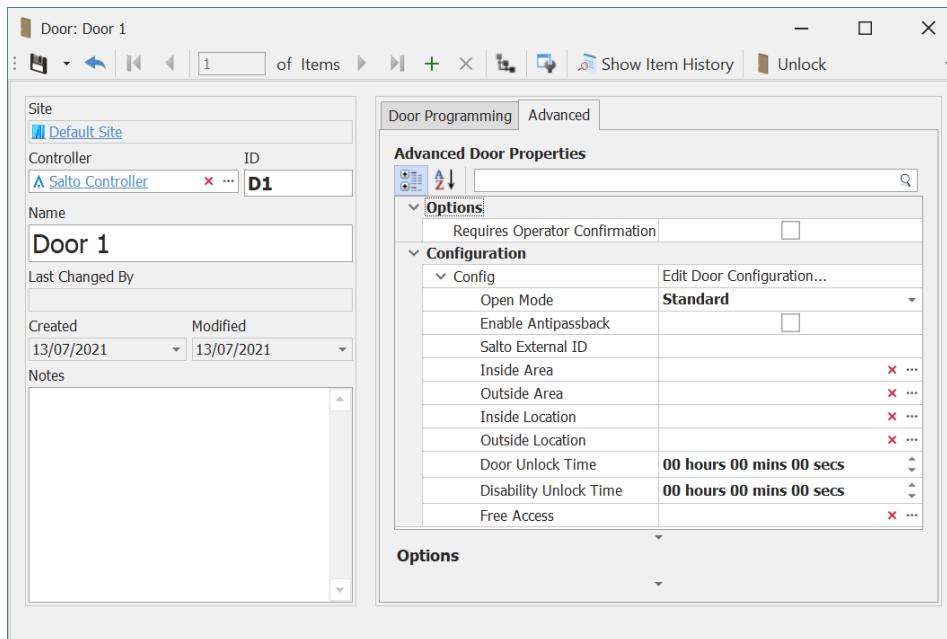 Door: Door 1
1 of Items Show Item History Unlock
Site
Default Site
Controller ID
Salto Controller D1
Name
Door 1
Last Changed By
Created Modified
13/07/2021 13/07/2021
Notes
Door Programming Advanced
Advanced Door Properties
A Z
Options
Requires Operator Confirmation
Configuration
Config Edit Door Configuration...
Open Mode Standard
Enable Antipassback
Salto External ID
Inside Area
Outside Area
Inside Location
Outside Location
Door Unlock Time 00 hours 00 mins 00 secs
Disability Unlock Time 00 hours 00 mins 00 secs
Free Access
Options